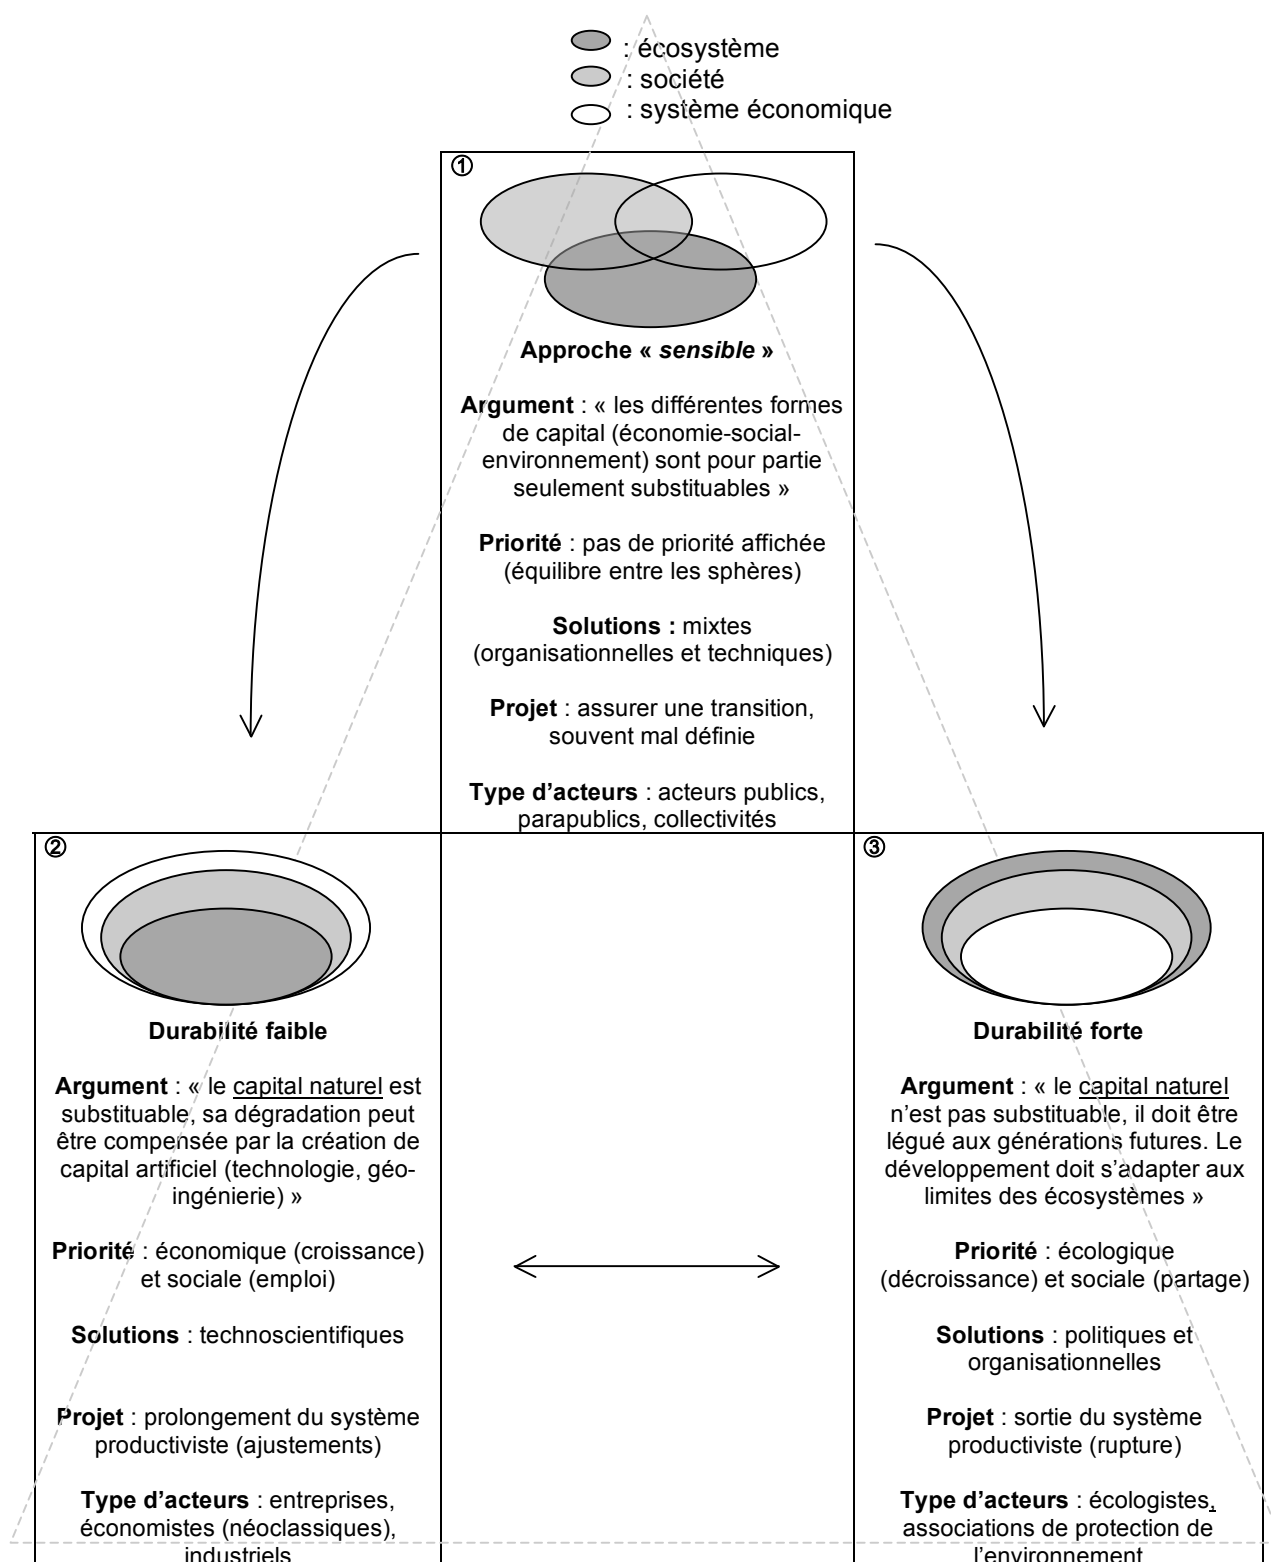 : écosystème
: société
: système économique
①
Approche « sensible »
Argument : « les différentes formes
de capital (économie-social-
environnement) sont pour partie
seulement substituables »
Priorité : pas de priorité affichée
(équilibre entre les sphères)
Solutions : mixtes
(organisationnelles et techniques)
Projet : assurer une transition,
souvent mal définie
Type d’acteurs : acteurs publics,
parapublics, collectivités
②
Durabilité faible
Argument : « le capital naturel est
substituable, sa dégradation peut
être compensée par la création de
capital artificiel (technologie, géo-
ingénierie) »
Priorité : économique (croissance)
et sociale (emploi)
Solutions : technoscientifiques
Projet : prolongement du système
productiviste (ajustements)
Type d’acteurs : entreprises,
économistes (néoclassiques),
industriels
③
Durabilité forte
Argument : « le capital naturel
n’est pas substituable, il doit être
légué aux générations futures. Le
développement doit s’adapter aux
limites des écosystèmes »
Priorité : écologique
(décroissance) et sociale (partage)
Solutions : politiques et
organisationnelles
Projet : sortie du système
productiviste (rupture)
Type d’acteurs : écologistes,
associations de protection de
l’environnement